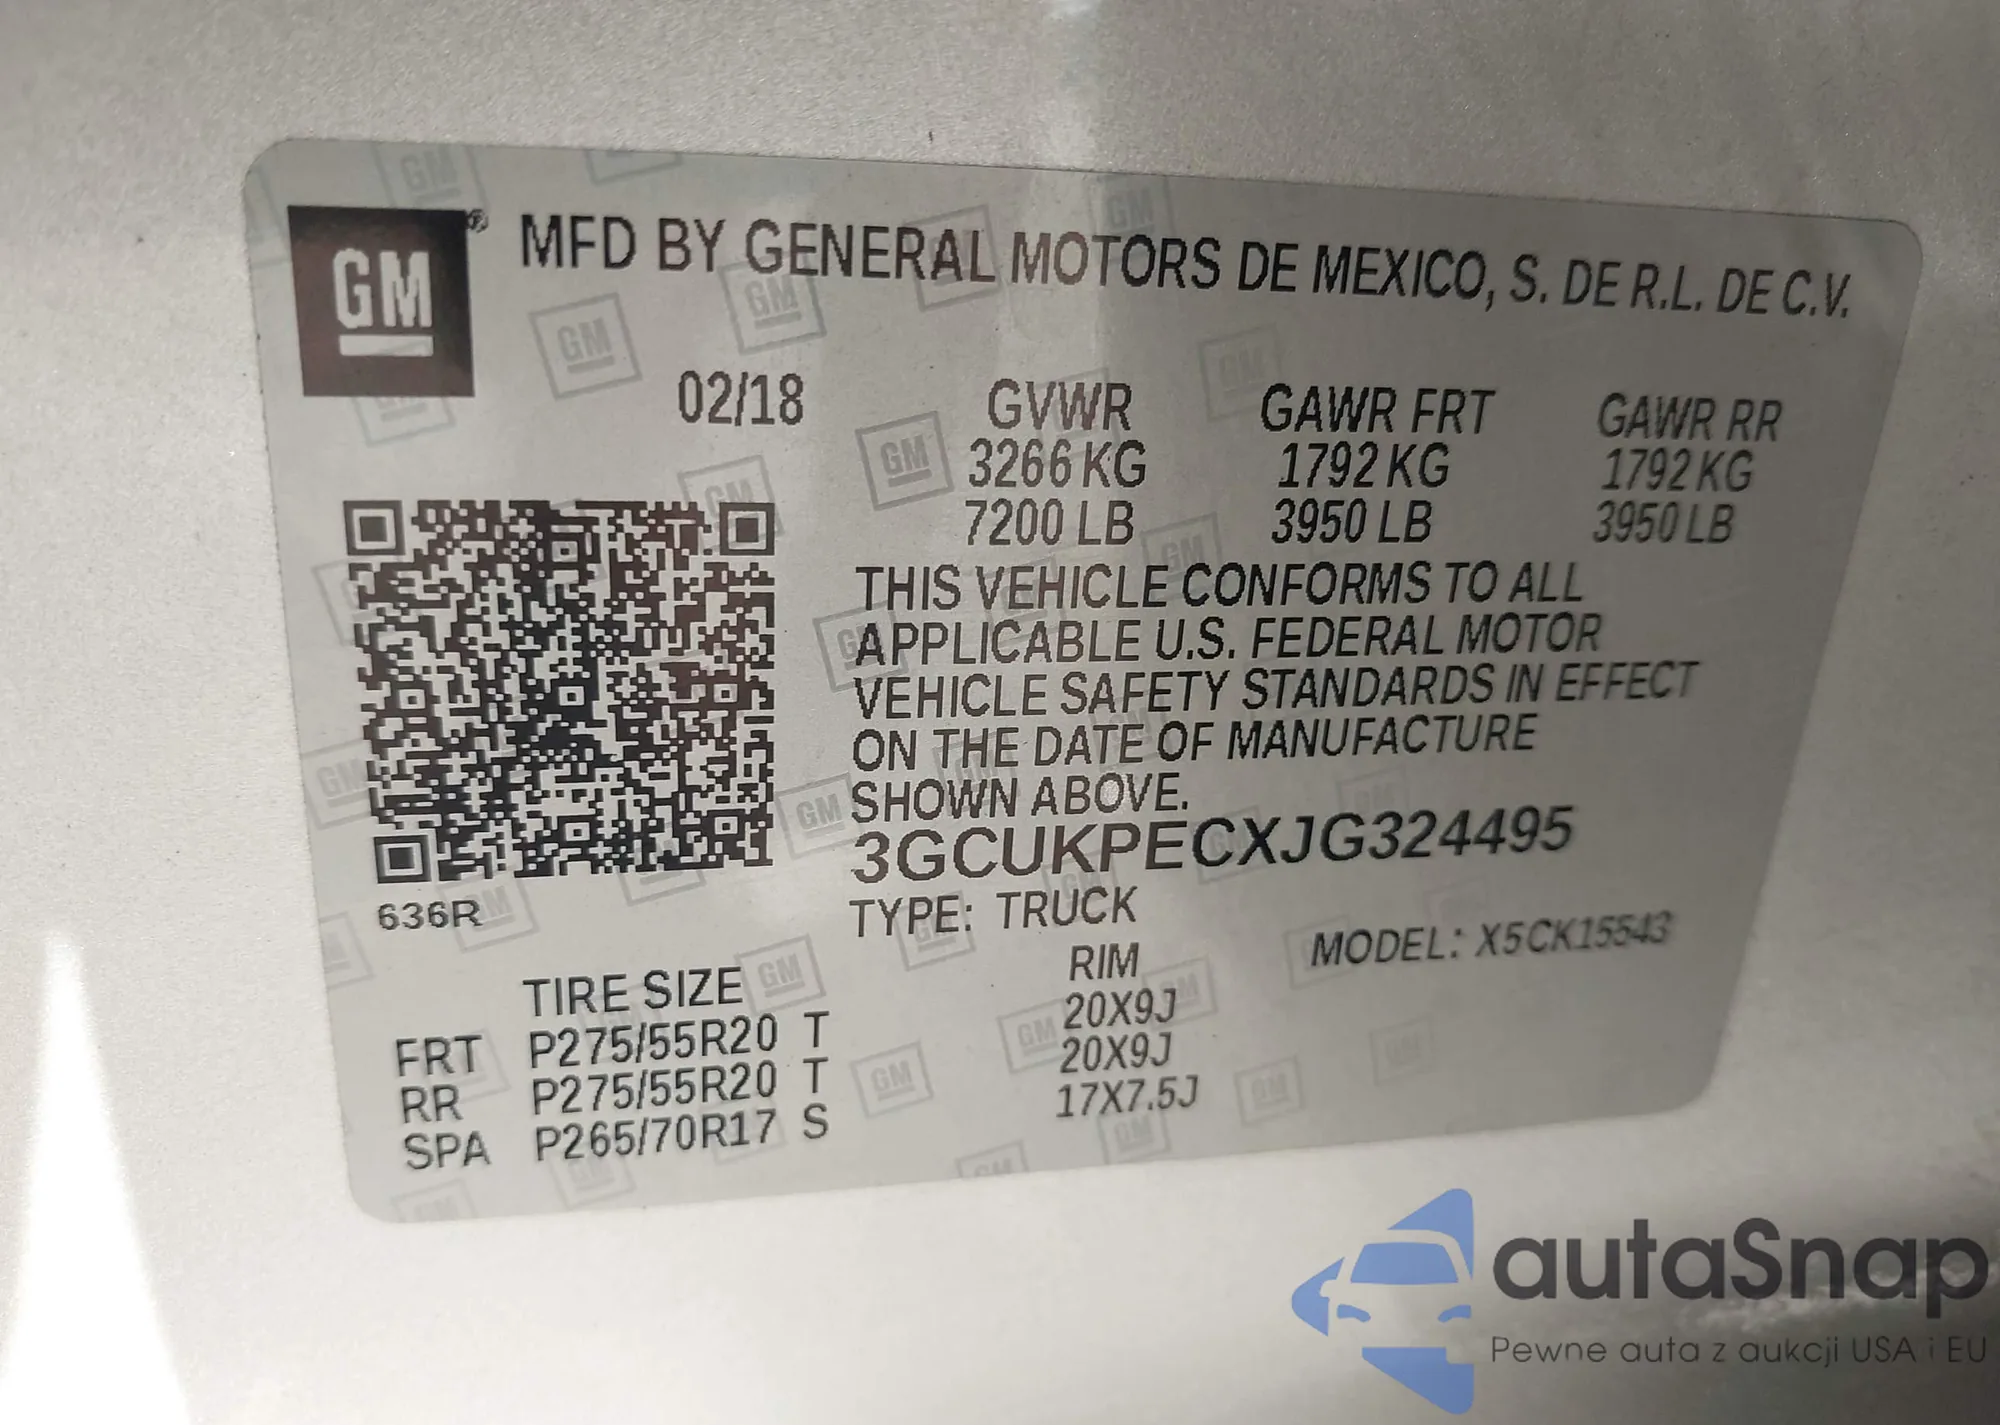 GM ® MFD BY GENERAL MOTORS DE MEXICO, S. DE R.L. DE C.V.
02/18 GVWR GAWR FRT GAWR RR
3266 KG 1792 KG 1792 KG
7200 LB 3950 LB 3950 LB
THIS VEHICLE CONFORMS TO ALL
APPLICABLE U.S. FEDERAL MOTOR
VEHICLE SAFETY STANDARDS IN EFFECT
ON THE DATE OF MANUFACTURE
SHOWN ABOVE.
3GCUKPECXJG324495
636R
TYPE: TRUCK MODEL: X5CK15543
TIRE SIZE RIM
FRT P275/55R20 T 20X9J
RR P275/55R20 T 20X9J
SPA P265/70R17 S 17X7.5J
autaSnap
Pewne auta z aukcji USA i EU